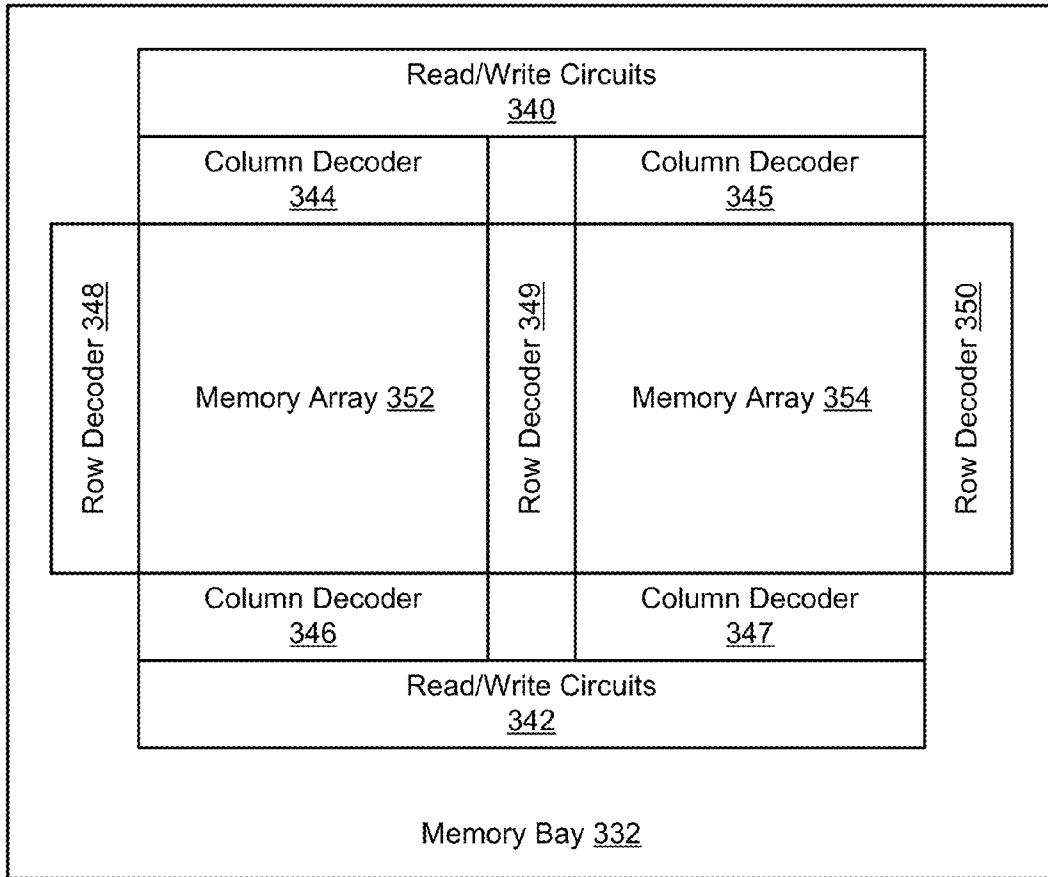 Read/Write Circuits
340
Column Decoder
344
Column Decoder
345
Row Decoder 348
Memory Array 352
Row Decoder 349
Memory Array 354
Row Decoder 350
Column Decoder
346
Column Decoder
347
Read/Write Circuits
342
Memory Bay 332